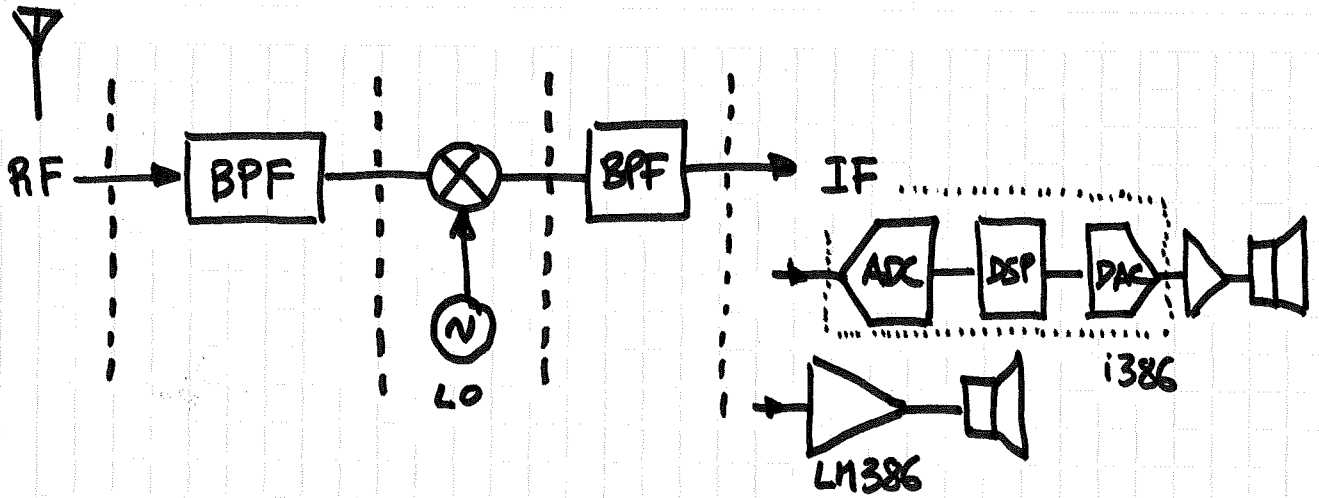 RF
BPF
BPF
IF
ADC
DSP
DAC
~
LO
i386
LM386